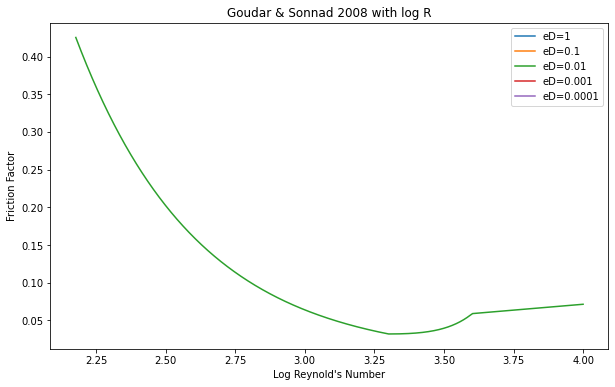 Goudar & Sonnad 2008 with log R
eD=1
eD=0.1
eD=0.01
eD=0.001
eD=0.0001
Friction Factor
0.40
0.35
0.30
0.25
0.20
0.15
0.10
0.05
2.25 2.50 2.75 3.00 3.25 3.50 3.75 4.00
Log Reynold's Number